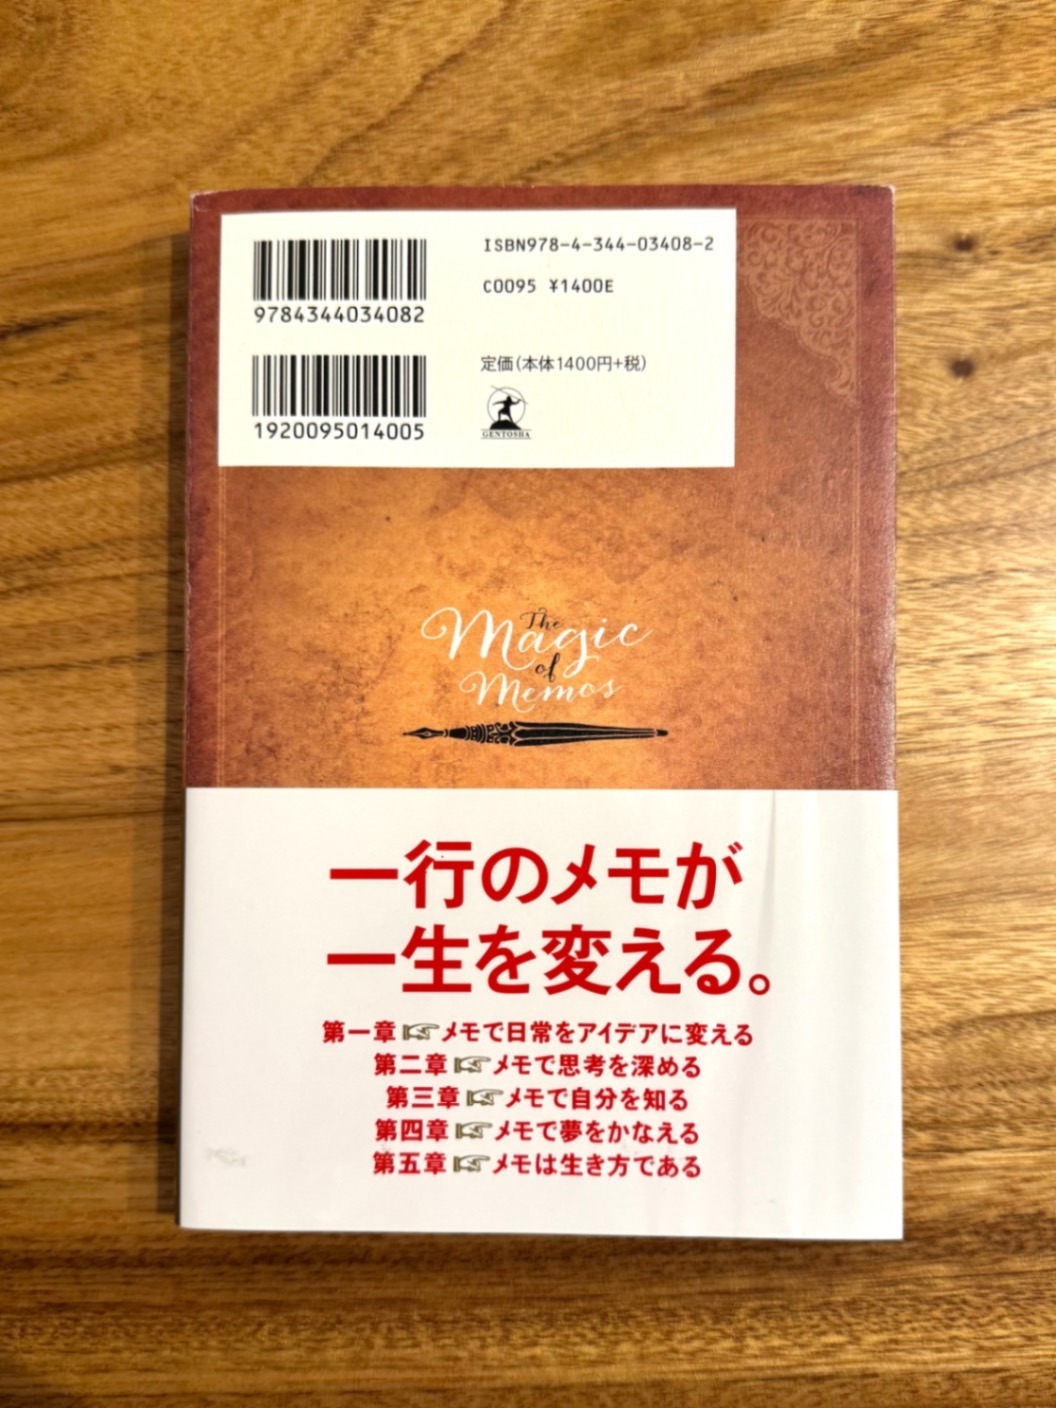 ISBN978-4-344-03408-2
C0095 ¥1400E
9784344034082
定価(本体1400円+税)
1920095014005
GENTOSHA
The
Magic
of
Memos
一行のメモが
一生を変える。
第一章☞メモで日常をアイデアに変える
第二章☞メモで思考を深める
第三章☞メモで自分を知る
第四章☞メモで夢をかなえる
第五章☞メモは生き方である